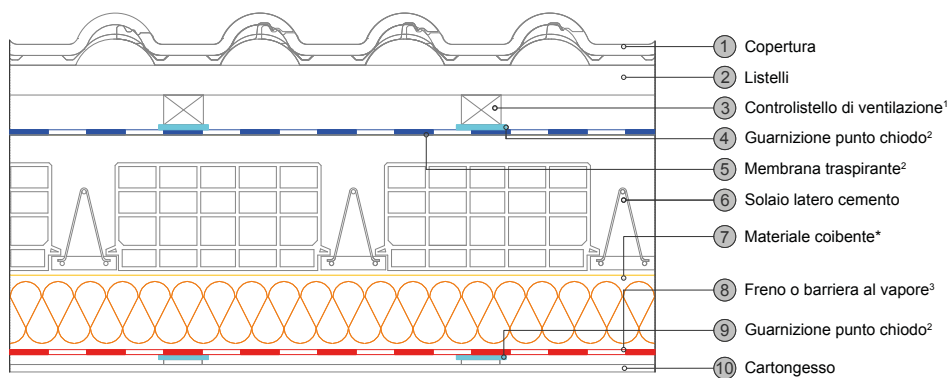 1 Copertura
2 Listelli
3 Controlistello di ventilazione¹
4 Guarnizione punto chiodo²
5 Membrana traspirante²
6 Solaio latero cemento
7 Materiale coibente*
8 Freno o barriera al vapore³
9 Guarnizione punto chiodo²
10 Cartongesso